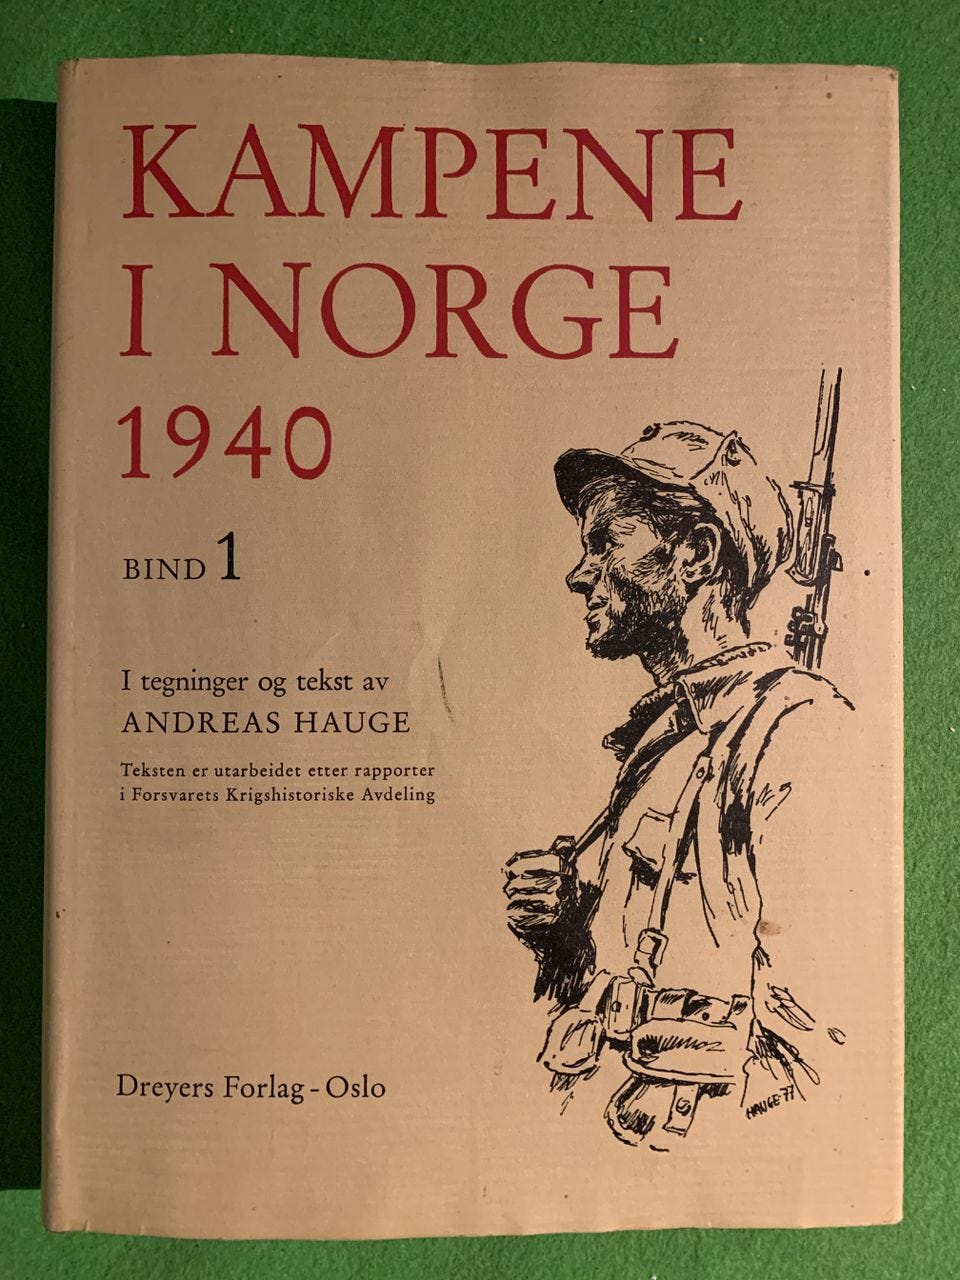 KAMPENE
I NORGE
1940
BIND 1
I tegninger og tekst av
ANDREAS HAUGE
Teksten er utarbeidet etter rapporter
i Forsvarets Krigshistoriske Avdeling
Dreyers Forlag - Oslo
HAUGE-77